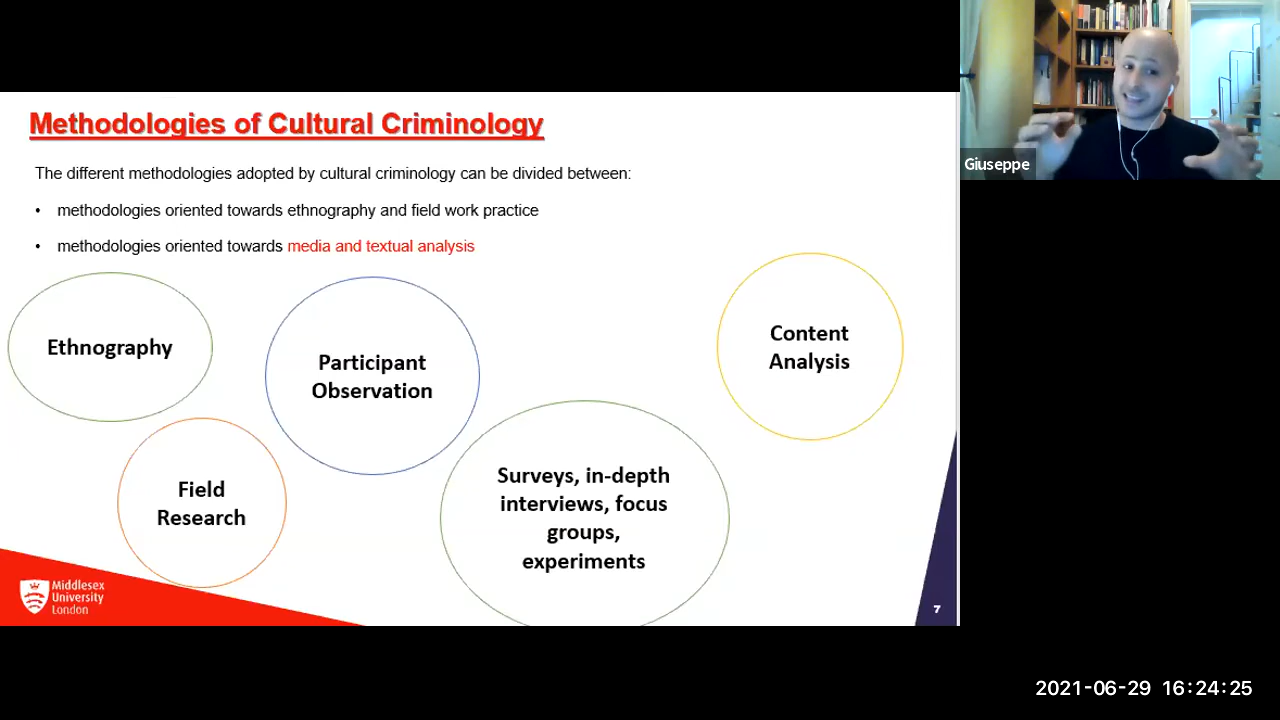 Methodologies of Cultural Criminology
The different methodologies adopted by cultural criminology can be divided between:
• methodologies oriented towards ethnography and field work practice
• methodologies oriented towards media and textual analysis
Ethnography
Participant
Observation
Content
Analysis
Field
Research
Surveys, in-depth
interviews, focus
groups,
experiments
Middlesex
University
London
7
Giuseppe
2021-06-29 16:24:25